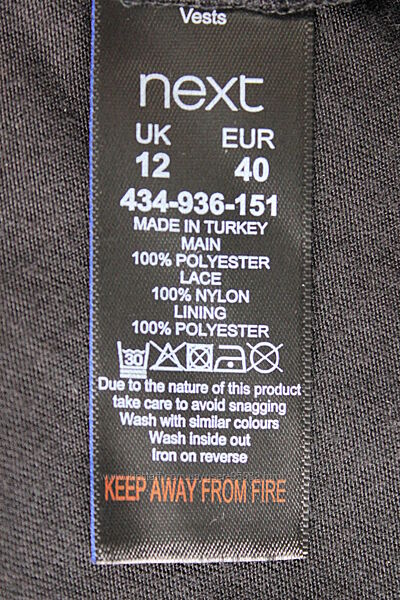 Vests
next
UK EUR
12 40
434-936-151
MADE IN TURKEY
MAIN
100% POLYESTER
LACE
100% NYLON
LINING
100% POLYESTER
30
Due to the nature of this product
take care to avoid snagging
Wash with similar colours
Wash inside out
Iron on reverse
KEEP AWAY FROM FIRE